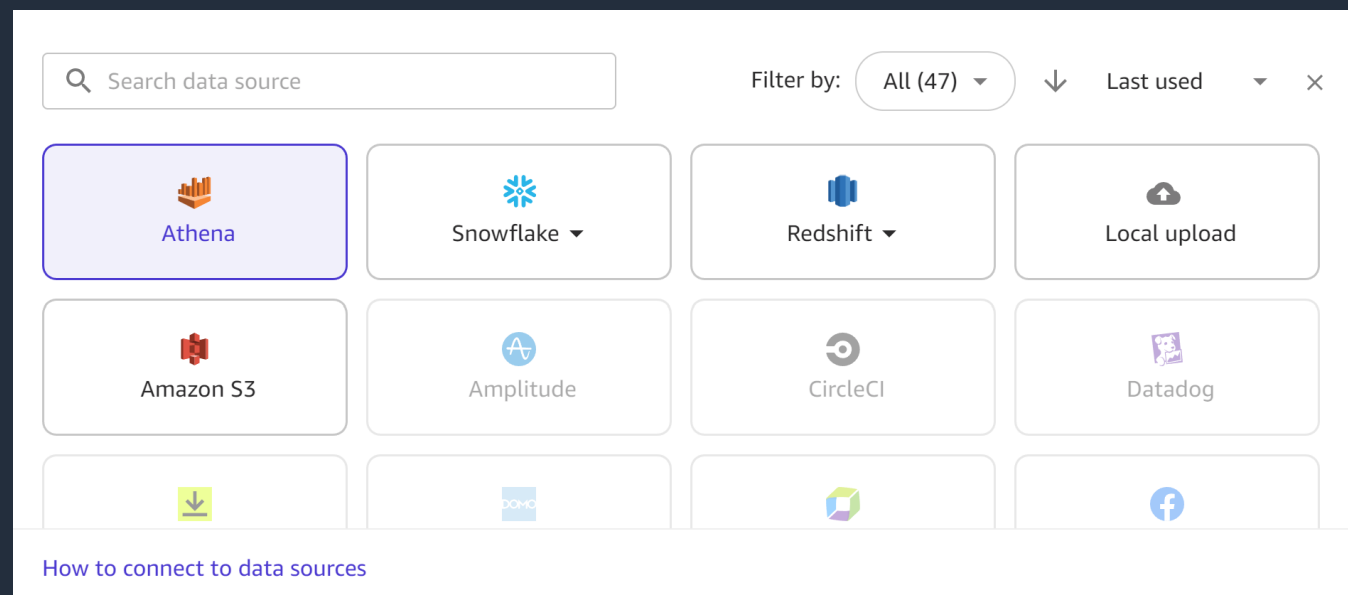 Search data source
Filter by: All (47) Last used
Athena Snowflake Redshift Local upload
Amazon S3 Amplitude CircleCI Datadog
DOMO
How to connect to data sources